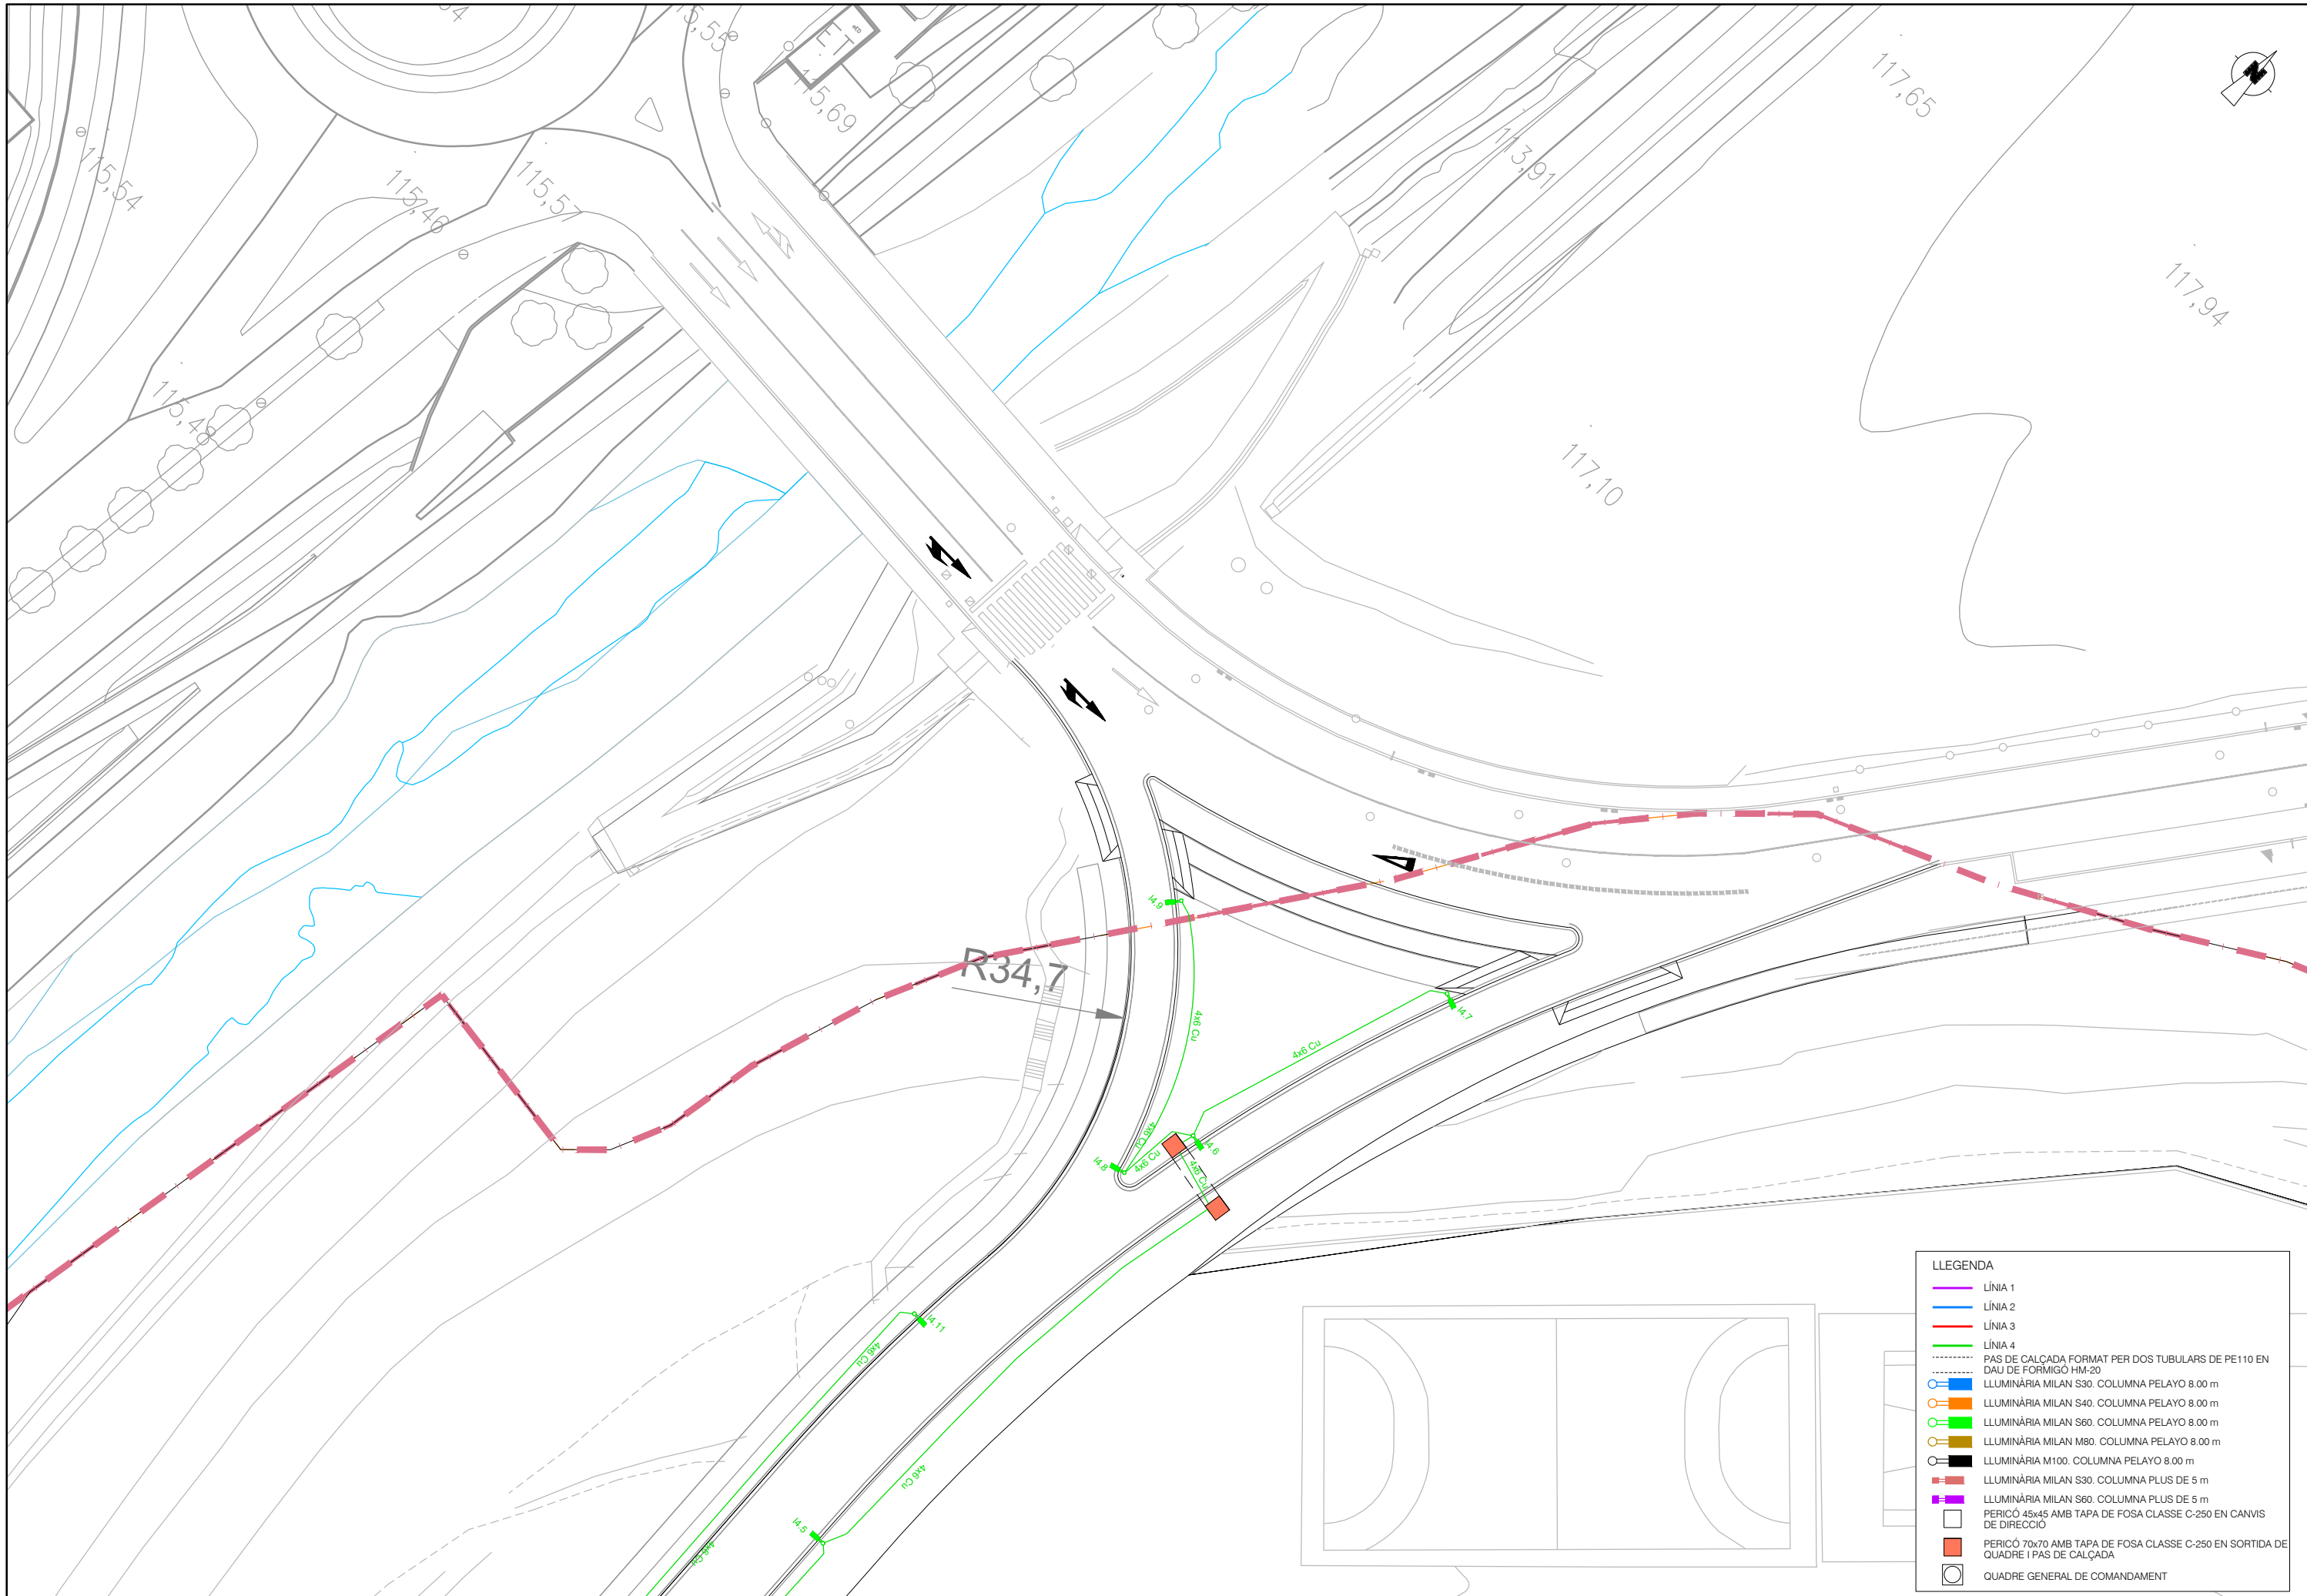 ET
115,69
117,65
113,91
115,54
115,46
117,94
117,10
R34,7
I4.9
4x6 Cu
I4.7
4x6 Cu
4x6 Cu
I4.6
I4.8
4x6 Cu
4x6 Cu
I4.11
4x6 Cu
4x6 Cu
I4.5
4x6 Cu
N
LLEGENDA
LÍNIA 1
LÍNIA 2
LÍNIA 3
LÍNIA 4
PAS DE CALÇADA FORMAT PER DOS TUBULARS DE PE110 EN
DAU DE FORMIGÓ HM-20
LLUMINÀRIA MILAN S30. COLUMNA PELAYO 8.00 m
LLUMINÀRIA MILAN S40. COLUMNA PELAYO 8.00 m
LLUMINÀRIA MILAN S60. COLUMNA PELAYO 8.00 m
LLUMINÀRIA MILAN M80. COLUMNA PELAYO 8.00 m
LLUMINÀRIA M100. COLUMNA PELAYO 8.00 m
LLUMINÀRIA MILAN S30. COLUMNA PLUS DE 5 m
LLUMINÀRIA MILAN S60. COLUMNA PLUS DE 5 m
PERICÓ 45x45 AMB TAPA DE FOSA CLASSE C-250 EN CANVIS
DE DIRECCIÓ
PERICÓ 70x70 AMB TAPA DE FOSA CLASSE C-250 EN SORTIDA DE
QUADRE I PAS DE CALÇADA
QUADRE GENERAL DE COMANDAMENT